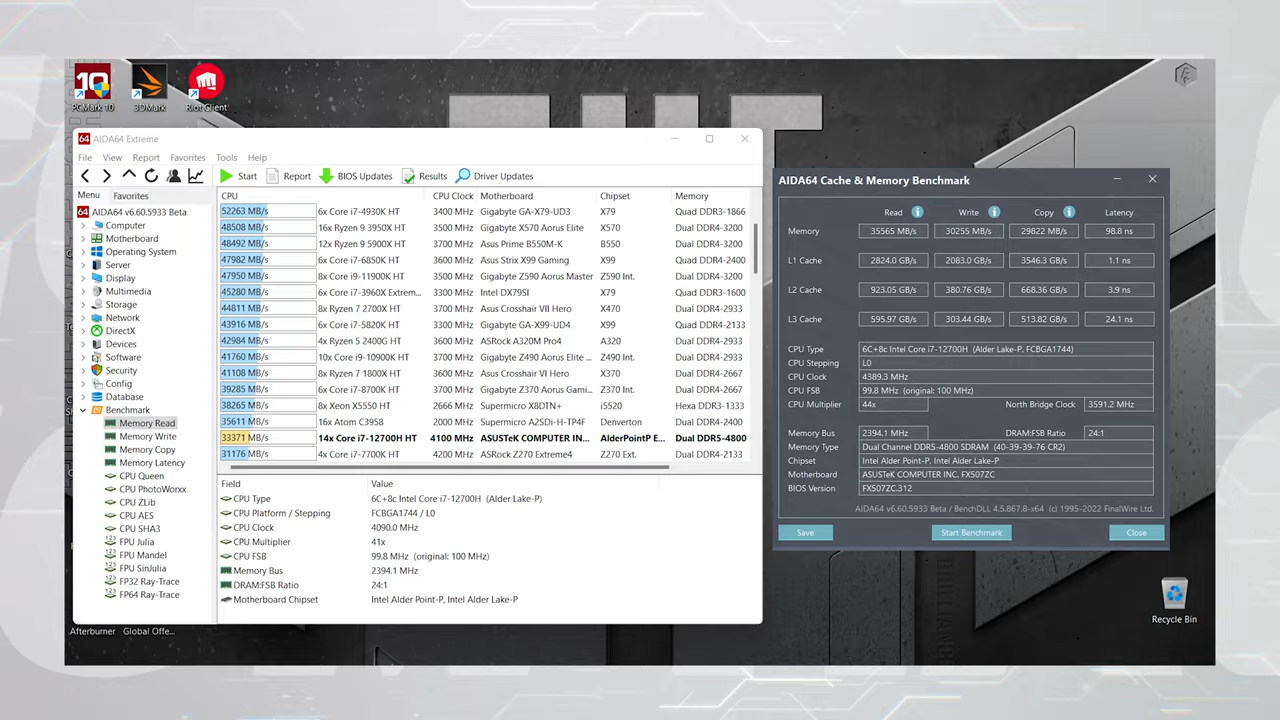 PCMark 10
3DMark
Riot Client
64 AIDA64 Extreme
File View Report Favorites Tools Help
Start Report BIOS Updates Results Driver Updates
Menu Favorites
64 AIDA64 v6.60.5933 Beta
Computer
Motherboard
Operating System
Server
Display
Multimedia
Storage
Network
DirectX
Devices
Software
Security
Config
Database
Benchmark
Memory Read
Memory Write
Memory Copy
Memory Latency
CPU Queen
CPU PhotoWorxx
CPU ZLib
CPU AES
CPU SHA3
FPU Julia
FPU Mandel
FPU SinJulia
FP32 Ray-Trace
FP64 Ray-Trace
CPU CPU Clock Motherboard Chipset Memory
52263 MB/s 6x Core i7-4930K HT 3400 MHz Gigabyte GA-X79-UD3 X79 Quad DDR3-1866
48508 MB/s 16x Ryzen 9 3950X HT 3500 MHz Gigabyte X570 Aorus Elite X570 Dual DDR4-3200
48492 MB/s 12x Ryzen 9 5900X HT 3700 MHz Asus Prime B550M-K B550 Dual DDR4-3200
47982 MB/s 6x Core i7-6850K HT 3600 MHz Asus Strix X99 Gaming X99 Quad DDR4-2400
47950 MB/s 8x Core i9-11900K HT 3500 MHz Gigabyte Z590 Aorus Master Z590 Int. Dual DDR4-3200
45280 MB/s 6x Core i7-3960X Extrem... 3300 MHz Intel DX79SI X79 Quad DDR3-1600
44811 MB/s 8x Ryzen 7 2700X HT 3700 MHz Asus Crosshair VII Hero X470 Dual DDR4-2933
43916 MB/s 6x Core i7-5820K HT 3300 MHz Gigabyte GA-X99-UD4 X99 Quad DDR4-2133
42984 MB/s 4x Ryzen 5 2400G HT 3600 MHz ASRock A320M Pro4 A320 Dual DDR4-2933
41760 MB/s 10x Core i9-10900K HT 3700 MHz Gigabyte Z490 Aorus Elite ... Z490 Int. Dual DDR4-2933
41108 MB/s 8x Ryzen 7 1800X HT 3600 MHz Asus Crosshair VI Hero X370 Dual DDR4-2667
39285 MB/s 6x Core i7-8700K HT 3700 MHz Gigabyte Z370 Aorus Gami... Z370 Int. Dual DDR4-2667
38265 MB/s 8x Xeon X5550 HT 2666 MHz Supermicro X8DTN+ i5520 Hexa DDR3-1333
35611 MB/s 16x Atom C3958 2000 MHz Supermicro A2SDi-H-TP4F Denverton Dual DDR4-2400
33371 MB/s 14x Core i7-12700H HT 4100 MHz ASUSTeK COMPUTER IN... AlderPointP E... Dual DDR5-4800
31176 MB/s 4x Core i7-7700K HT 4200 MHz ASRock Z270 Extreme4 Z270 Ext. Dual DDR4-2133
Field Value
CPU Type 6C+8c Intel Core i7-12700H (Alder Lake-P)
CPU Platform / Stepping FCBGA1744 / L0
CPU Clock 4090.0 MHz
CPU Multiplier 41x
CPU FSB 99.8 MHz (original: 100 MHz)
Memory Bus 2394.1 MHz
DRAM:FSB Ratio 24:1
Motherboard Chipset Intel Alder Point-P, Intel Alder Lake-P
AIDA64 Cache & Memory Benchmark
Read Write Copy Latency
Memory 35565 MB/s 30255 MB/s 29822 MB/s 98.8 ns
L1 Cache 2824.0 GB/s 2083.0 GB/s 3546.3 GB/s 1.1 ns
L2 Cache 923.05 GB/s 380.76 GB/s 668.36 GB/s 3.9 ns
L3 Cache 595.97 GB/s 303.44 GB/s 513.82 GB/s 24.1 ns
CPU Type 6C+8c Intel Core i7-12700H (Alder Lake-P, FCBGA1744)
CPU Stepping L0
CPU Clock 4389.3 MHz
CPU FSB 99.8 MHz (original: 100 MHz)
CPU Multiplier 44x North Bridge Clock 3591.2 MHz
Memory Bus 2394.1 MHz DRAM:FSB Ratio 24:1
Memory Type Dual Channel DDR5-4800 SDRAM (40-39-39-76 CR2)
Chipset Intel Alder Point-P, Intel Alder Lake-P
Motherboard ASUSTeK COMPUTER INC. FX507ZC
BIOS Version FX507ZC.312
AIDA64 v6.60.5933 Beta / BenchDLL 4.5.867.8-x64 (c) 1995-2022 FinalWire Ltd.
Save Start Benchmark Close
Afterburner Global Offe...
Recycle Bin